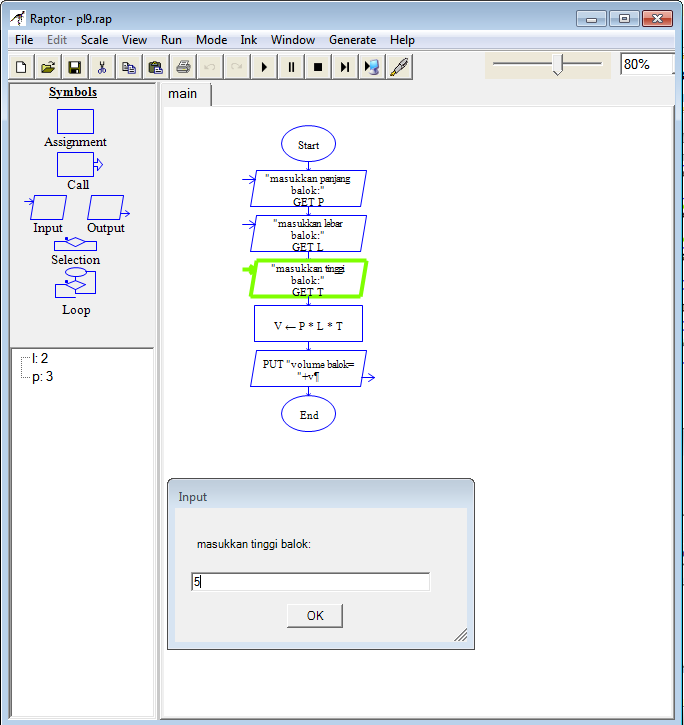 Raptor - pl9.rap
File Edit Scale View Run Mode Ink Window Generate Help
80%
Symbols
Assignment
Call
Input Output
Selection
Loop
l: 2
p: 3
main
Start
"masukkan panjang
balok:"
GET P
"masukkan lebar
balok:"
GET L
"masukkan tinggi
balok:"
GET T
V ← P * L * T
PUT "volume balok=
"+v¶
End
Input
masukkan tinggi balok:
5
OK